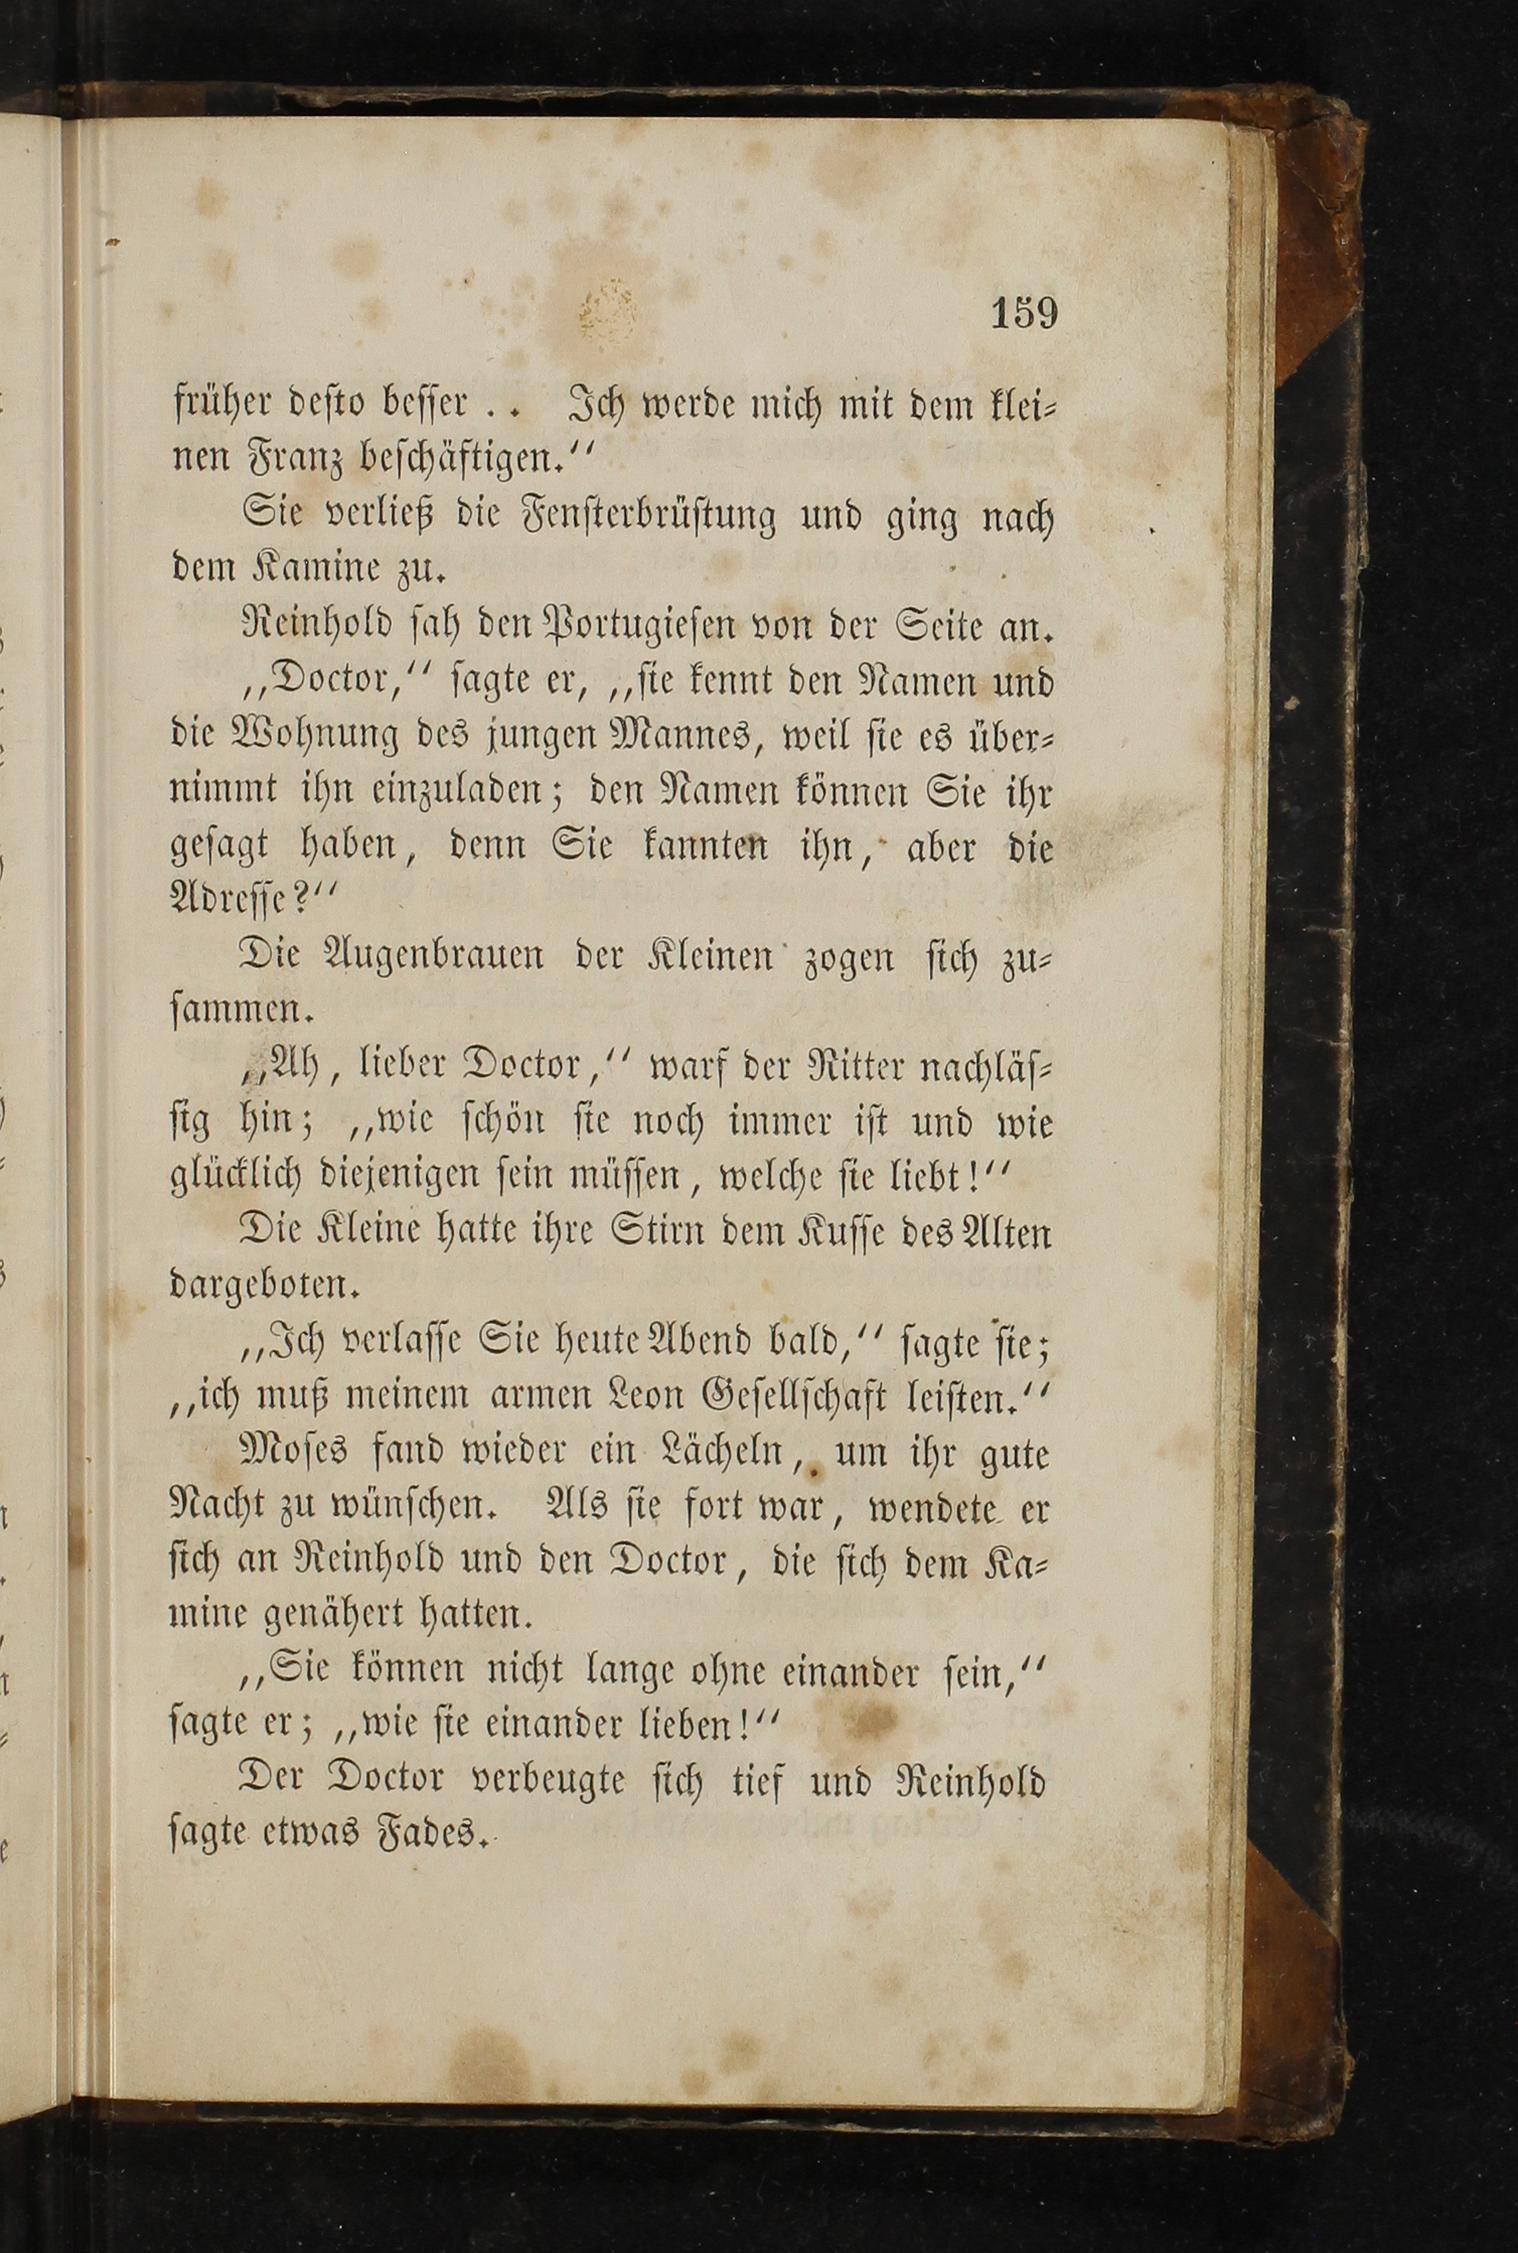 159
früher deſto beſſer . . Ich werde mich mit dem klei⸗
nen Franz beſchäftigen.“
Sie verließ die Fenſterbrüſtung und ging nach
dem Kamine zu.
Reinhold ſah den Portugieſen von der Seite an.
„Doctor,“ ſagte er, „ſie kennt den Namen und
die Wohnung des jungen Mannes, weil ſie es über⸗
nimmt ihn einzuladen; den Namen können Sie ihr
geſagt haben, denn Sie kannten ihn, aber die
Adreſſe?“
Die Augenbrauen der Kleinen zogen ſich zu⸗
ſammen.
„Ah, lieber Doctor,“ warf der Ritter nachläſ⸗
ſig hin; „wie ſchön ſie noch immer iſt und wie
glücklich diejenigen ſein müſſen, welche ſie liebt!“
Die Kleine hatte ihre Stirn dem Kuſſe des Alten
dargeboten.
„Ich verlaſſe Sie heute Abend bald,“ ſagte ſie;
„ich muß meinem armen Leon Geſellſchaft leiſten.“
Moſes fand wieder ein Lächeln, um ihr gute
Nacht zu wünſchen. Als ſie fort war, wendete er
ſich an Reinhold und den Doctor, die ſich dem Ka⸗
mine genähert hatten.
„Sie können nicht lange ohne einander ſein,“
ſagte er; „wie ſie einander lieben!“
Der Doctor verbeugte ſich tief und Reinhold
ſagte etwas Fades.